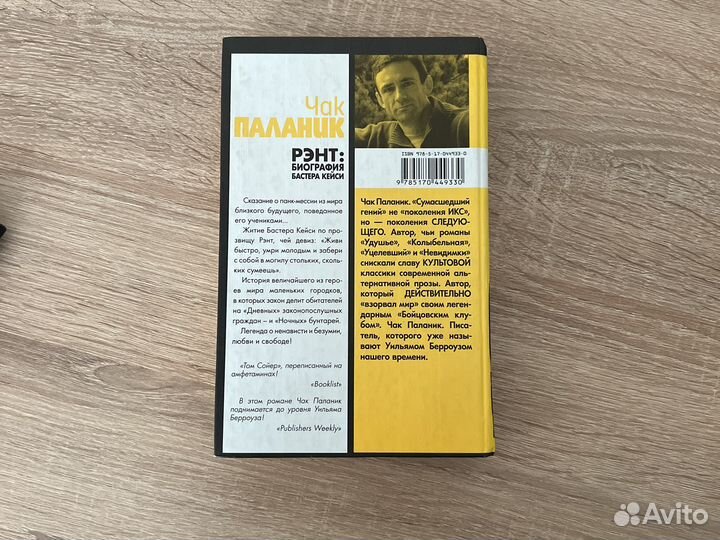 Чак
ПАЛАНИК
РЭНТ:
БИОГРАФИЯ
БАСТЕРА КЕЙСИ
Сказание о панк-мессии из мира
близкого будущего, поведанное
его учениками...
Житие Бастера Кейси по про-
звищу Рэнт, чей девиз: «Живи
быстро, умри молодым и забери
с собой в могилу стольких, сколь-
ких сумеешь».
История величайшего из геро-
ев мира маленьких городков,
в которых закон делит обитателей
на «Дневных» законопослушных
граждан – и «Ночных» бунтарей.
Легенда о ненависти и безумии,
любви и свободе!
«Том Сойер», переписанный на
амфетаминах!
«Booklist»
В этом романе Чак Паланик
поднимается до уровня Уильяма
Берроуза!
«Publishers Weekly»
ISBN 978-5-17-044933-0
9 785170 449330
Чак Паланик. «Сумасшедший
гений» не «поколения ИКС»,
но — поколения СЛЕДУЮ-
ЩЕГО. Автор, чьи романы
«Удушье», «Колыбельная»,
«Уцелевший» и «Невидимки»
снискали славу КУЛЬТОВОЙ
классики современной аль-
тернативной прозы. Автор,
который ДЕЙСТВИТЕЛЬНО
«взорвал мир» своим леген-
дарным «Бойцовским клу-
бом». Чак Паланик. Писа-
тель, которого уже назы-
вают Уильямом Берроузом
нашего времени.
Avito